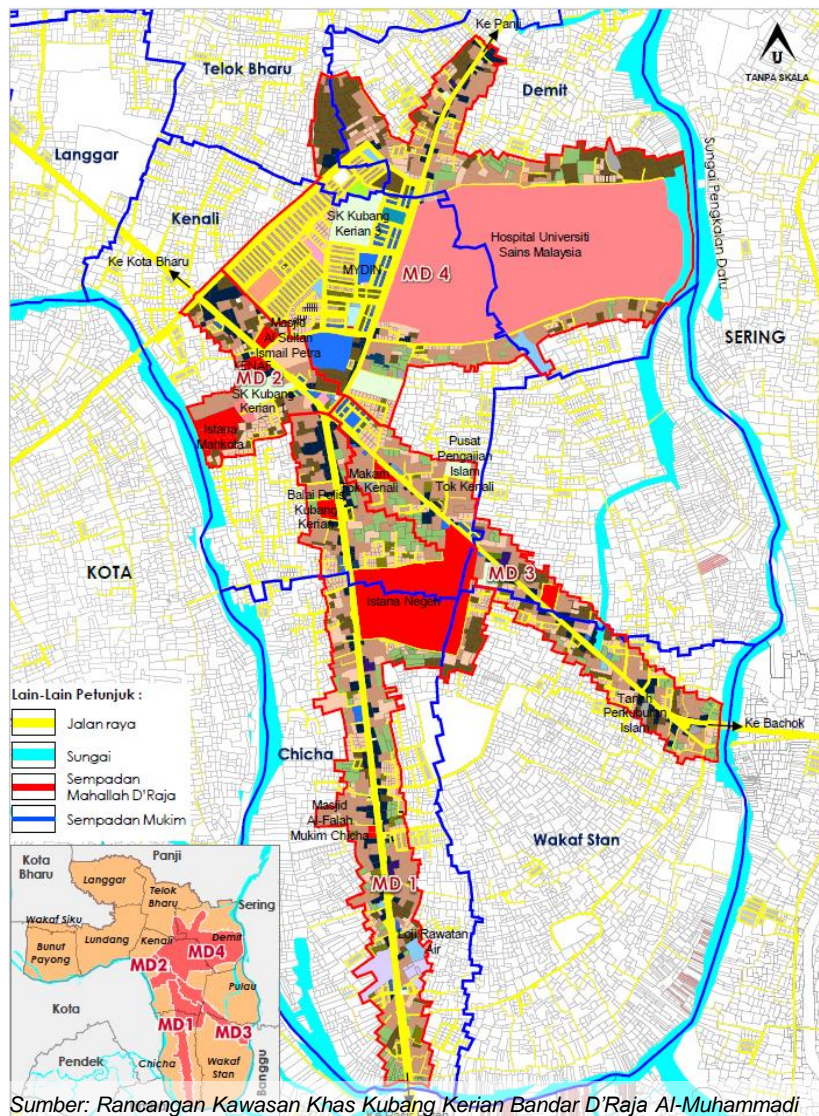 Ke Panji
U
TANPA SKALA
Telok Bharu
Demit
Langgar
Sungai Pengkalan Datu
Kenali
SK Kubang
Kerian 3
Hospital Universiti
Sains Malaysia
Ke Kota Bharu
MYDIN
MD 4
SERING
Masjid
Al Sultan
Ismail Petra
MD 2
SK Kubang
Kerian 1
Istana
Mahkota
Pusat
Pengajian
Islam
Tok Kenali
Makam
Tok Kenali
Balai Polis
Kubang
Kerian
KOTA
MD 3
Istana Negeri
Lain-Lain Petunjuk :
Jalan raya
Sungai
Sempadan
Mahallah D'Raja
Sempadan Mukim
Tanah
Perkuburan
Islam
Ke Bachok
Chicha
Masjid
Al-Falah
Mukim Chicha
Wakaf Stan
MD 1
Loji Rawatan
Air
Kota
Bharu
Panji
Langgar
Telok
Bharu
Sering
Wakaf Siku
Bunut
Payong
Lundang
Kenali
Demit
MD4
MD2
Pulau
Kota
MD1
MD3
Pendek
Chicha
Wakaf
Stan
Banggu
Sumber: Rancangan Kawasan Khas Kubang Kerian Bandar D'Raja Al-Muhammadi